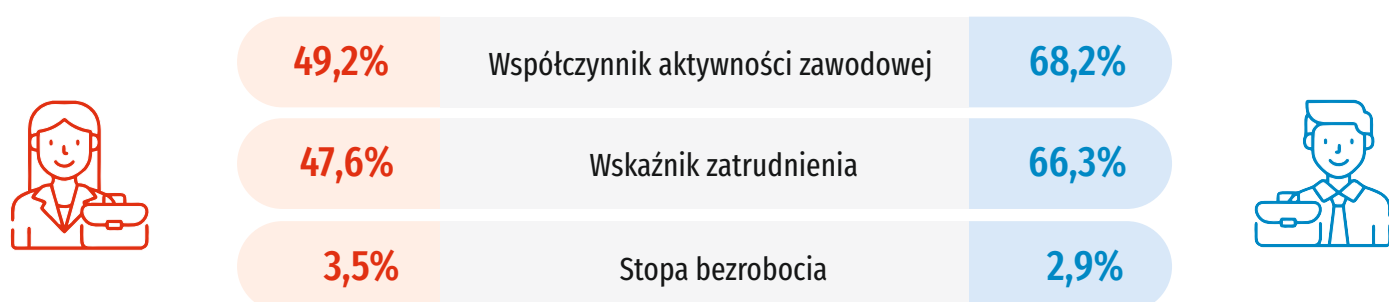 49,2% Współczynnik aktywności zawodowej 68,2%
47,6% Wskaźnik zatrudnienia 66,3%
3,5% Stopa bezrobocia 2,9%